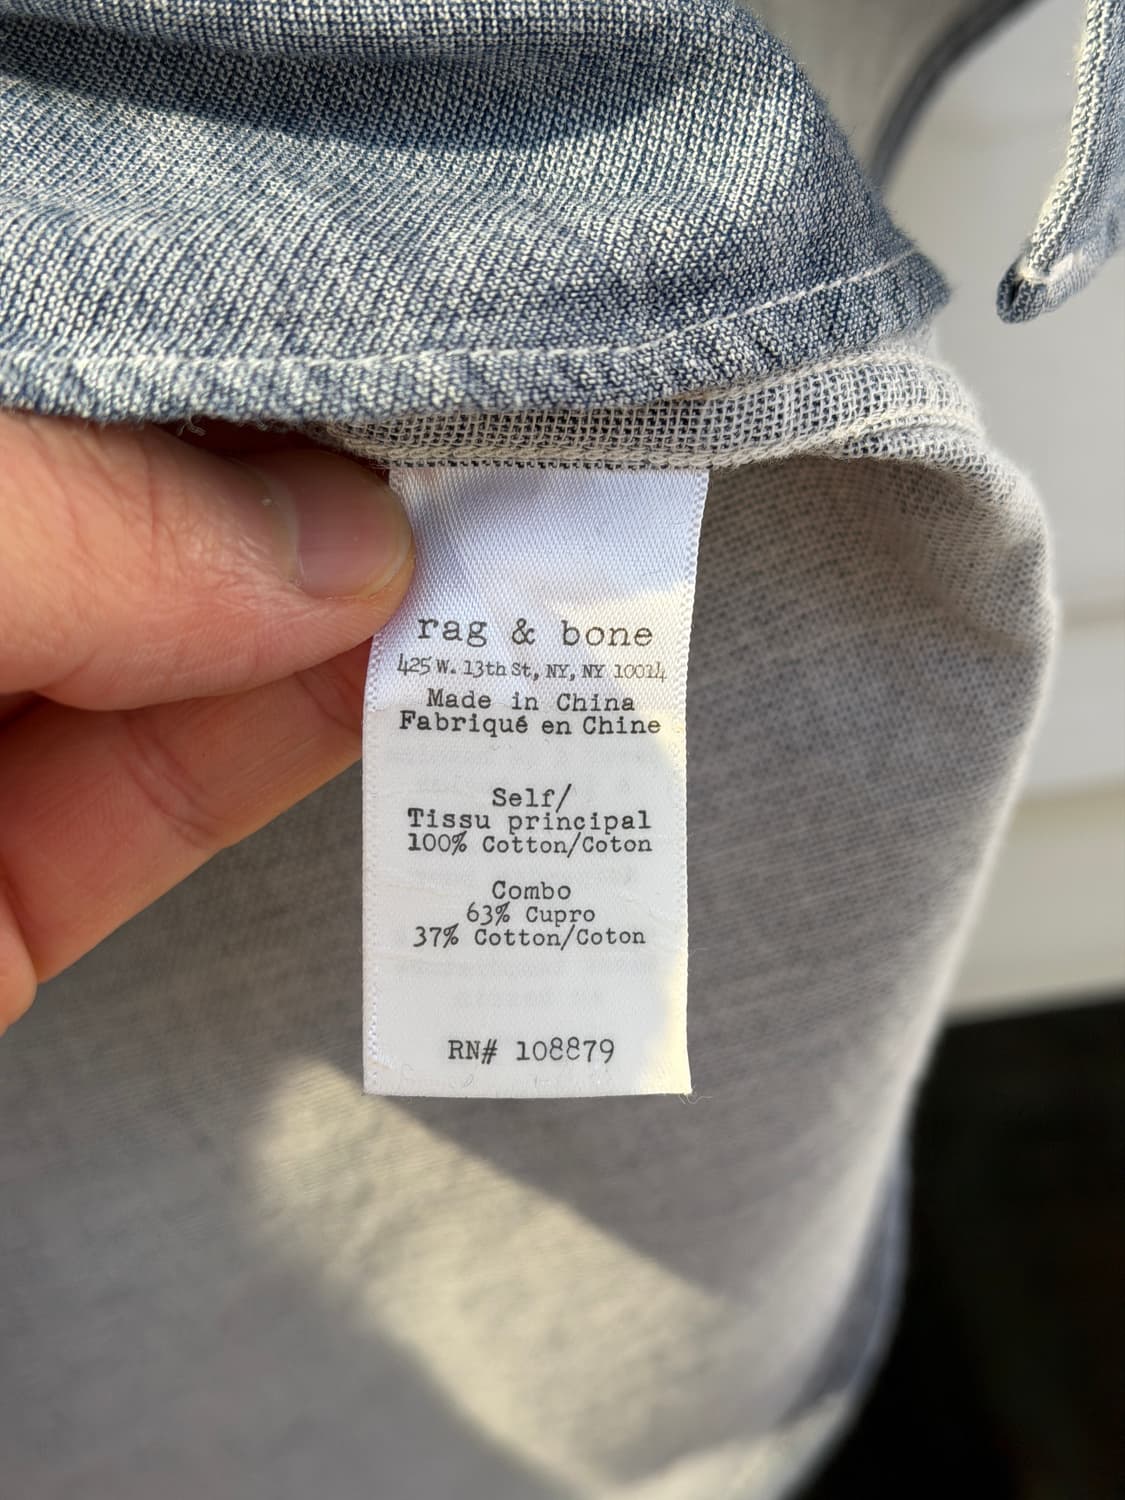 rag & bone
425 W. 13th St, NY, NY 10014
Made in China
Fabriqué en Chine
Self/
Tissu principal
100% Cotton/Coton
Combo
63% Cupro
37% Cotton/Coton
RN# 108879